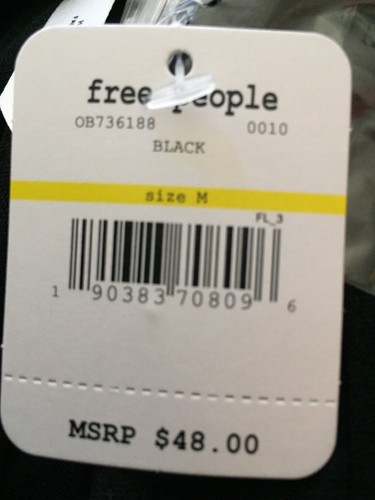 free people
OB736188 0010
BLACK
size M
FL_3
1 90383 70809 6
MSRP $48.00